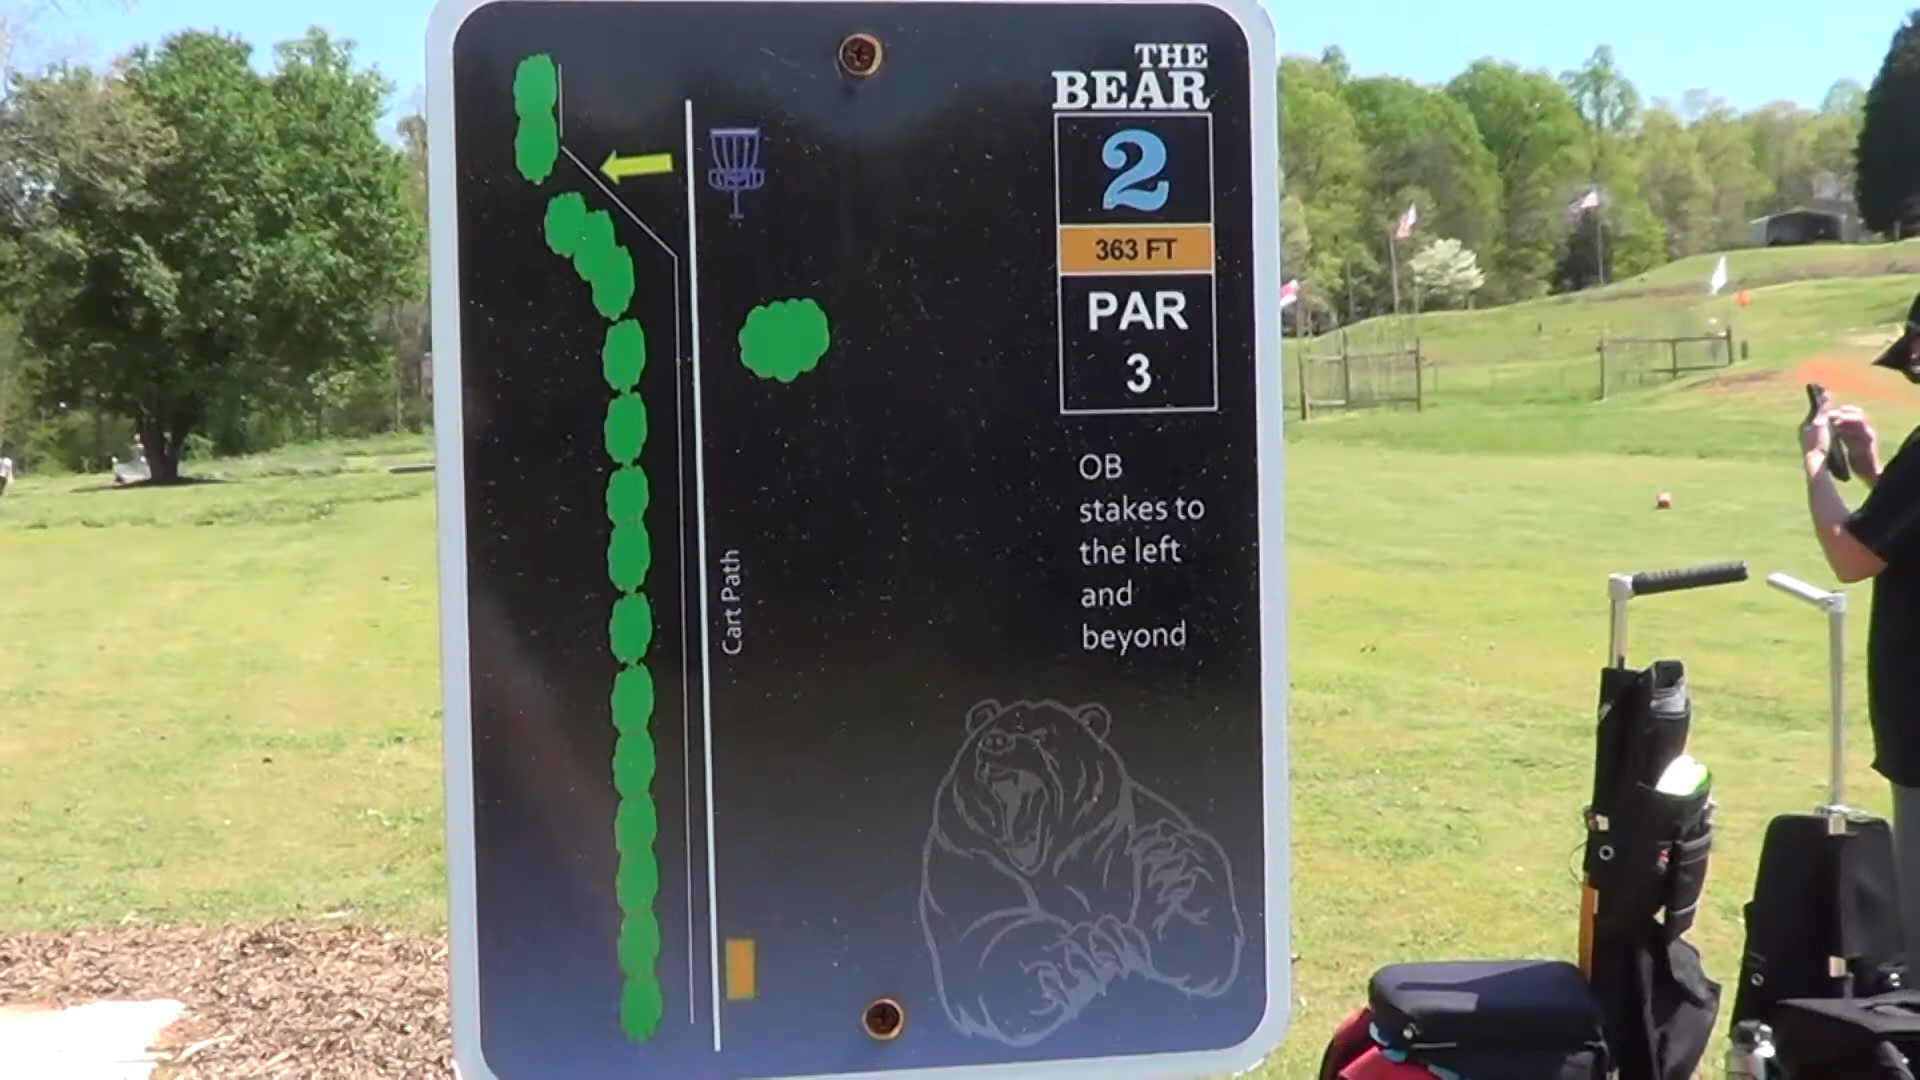 THE
BEAR
2
363 FT
PAR
3
OB
stakes to
the left
and
beyond
Cart Path